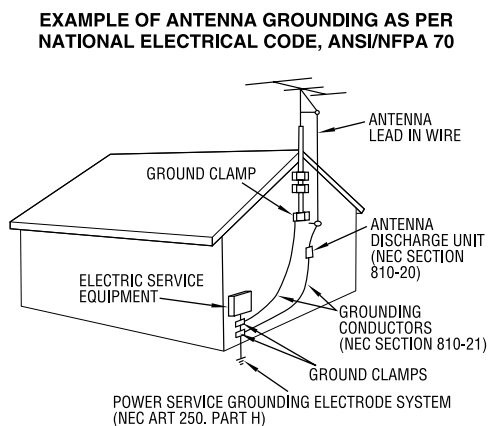 EXAMPLE OF ANTENNA GROUNDING AS PER
NATIONAL ELECTRICAL CODE, ANSI/NFPA 70
ANTENNA
LEAD IN WIRE
GROUND CLAMP
ANTENNA
DISCHARGE UNIT
(NEC SECTION
810-20)
ELECTRIC SERVICE
EQUIPMENT
GROUNDING
CONDUCTORS
(NEC SECTION 810-21)
GROUND CLAMPS
POWER SERVICE GROUNDING ELECTRODE SYSTEM
(NEC ART 250. PART H)